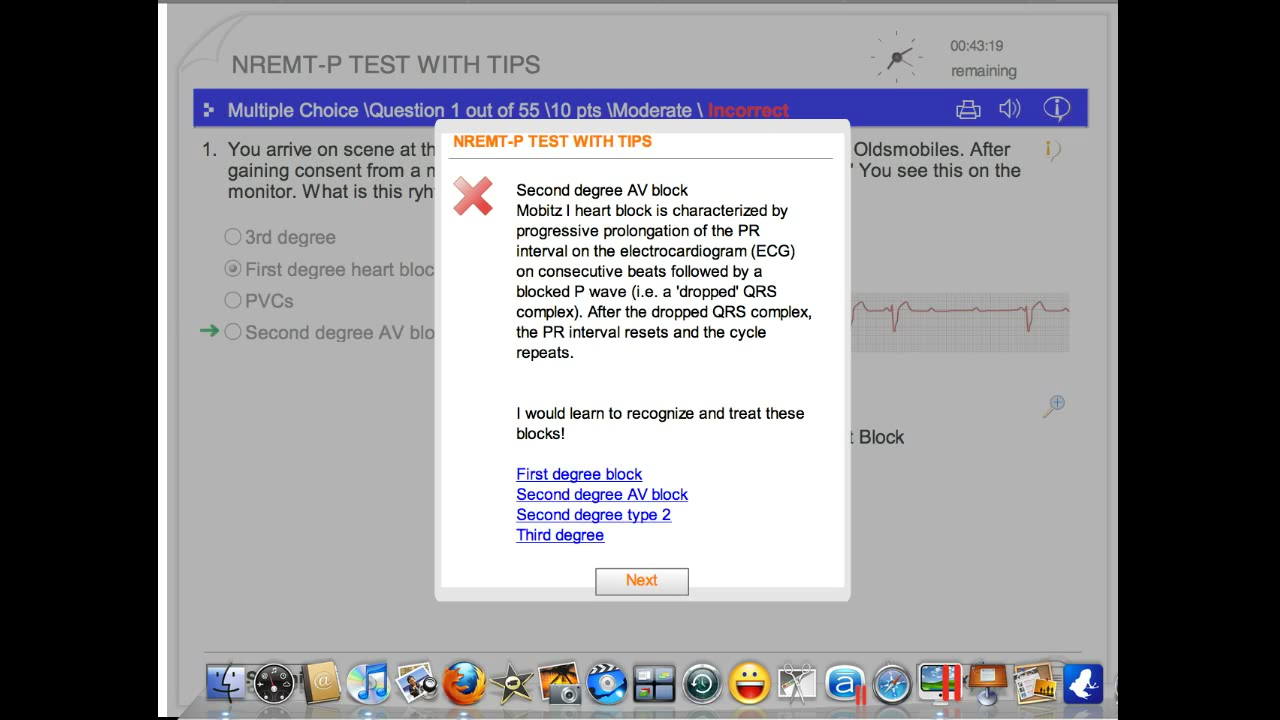 NREMT-P TEST WITH TIPS
00:43:19
remaining
Multiple Choice \Question 1 out of 55 \10 pts \Moderate \ Incorrect
1. You arrive on scene at th Oldsmobiles. After
gaining consent from a n " You see this on the
monitor. What is this ryh
3rd degree
First degree heart bloc
PVCs
Second degree AV blo
t Block
NREMT-P TEST WITH TIPS
Second degree AV block
Mobitz I heart block is characterized by
progressive prolongation of the PR
interval on the electrocardiogram (ECG)
on consecutive beats followed by a
blocked P wave (i.e. a 'dropped' QRS
complex). After the dropped QRS complex,
the PR interval resets and the cycle
repeats.
I would learn to recognize and treat these
blocks!
First degree block
Second degree AV block
Second degree type 2
Third degree
Next